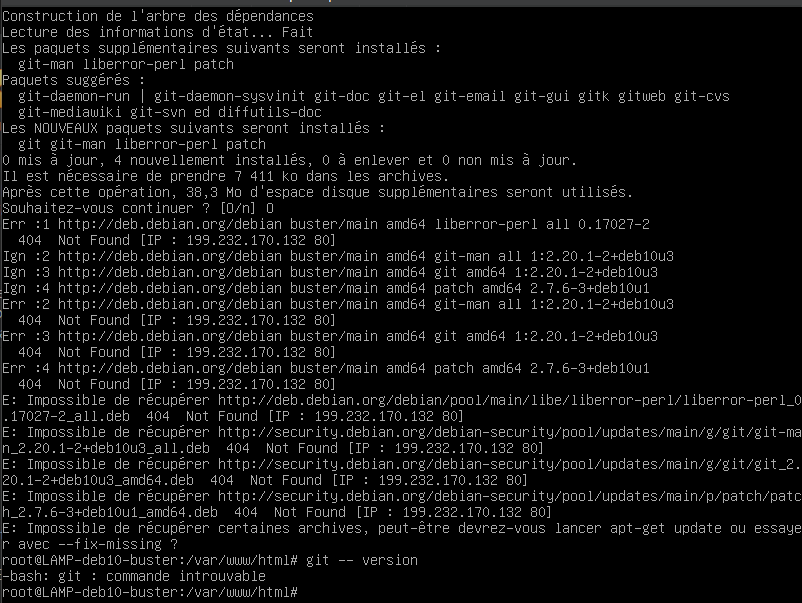 Construction de l'arbre des dépendances
Lecture des informations d'état... Fait
Les paquets supplémentaires suivants seront installés :
  git-man liberror-perl patch
Paquets suggérés :
  git-daemon-run | git-daemon-sysvinit git-doc git-el git-email git-gui gitk gitweb git-cvs
  git-mediawiki git-svn ed diffutils-doc
Les NOUVEAUX paquets suivants seront installés :
  git git-man liberror-perl patch
0 mis à jour, 4 nouvellement installés, 0 à enlever et 0 non mis à jour.
Il est nécessaire de prendre 7 411 ko dans les archives.
Après cette opération, 38,3 Mo d'espace disque supplémentaires seront utilisés.
Souhaitez-vous continuer ? [O/n] O
Err :1 http://deb.debian.org/debian buster/main amd64 liberror-perl all 0.17027-2
  404  Not Found [IP : 199.232.170.132 80]
Ign :2 http://deb.debian.org/debian buster/main amd64 git-man all 1:2.20.1-2+deb10u3
Ign :3 http://deb.debian.org/debian buster/main amd64 git amd64 1:2.20.1-2+deb10u3
Ign :4 http://deb.debian.org/debian buster/main amd64 patch amd64 2.7.6-3+deb10u1
Err :2 http://deb.debian.org/debian buster/main amd64 git-man all 1:2.20.1-2+deb10u3
  404  Not Found [IP : 199.232.170.132 80]
Err :3 http://deb.debian.org/debian buster/main amd64 git amd64 1:2.20.1-2+deb10u3
  404  Not Found [IP : 199.232.170.132 80]
Err :4 http://deb.debian.org/debian buster/main amd64 patch amd64 2.7.6-3+deb10u1
  404  Not Found [IP : 199.232.170.132 80]
E: Impossible de récupérer http://deb.debian.org/debian/pool/main/libe/liberror-perl/liberror-perl_0
.17027-2_all.deb  404  Not Found [IP : 199.232.170.132 80]
E: Impossible de récupérer http://security.debian.org/debian-security/pool/updates/main/g/git/git-ma
n_2.20.1-2+deb10u3_all.deb  404  Not Found [IP : 199.232.170.132 80]
E: Impossible de récupérer http://security.debian.org/debian-security/pool/updates/main/g/git/git_2.
20.1-2+deb10u3_amd64.deb  404  Not Found [IP : 199.232.170.132 80]
E: Impossible de récupérer http://security.debian.org/debian-security/pool/updates/main/p/patch/patc
h_2.7.6-3+deb10u1_amd64.deb  404  Not Found [IP : 199.232.170.132 80]
E: Impossible de récupérer certaines archives, peut-être devrez-vous lancer apt-get update ou essaye
r avec --fix-missing ?
root@LAMP-deb10-buster:/var/www/html# git -- version
-bash: git : commande introuvable
root@LAMP-deb10-buster:/var/www/html#